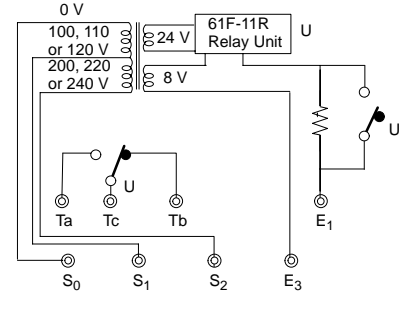 0 V
100, 110
or 120 V
200, 220
or 240 V
24 V
8 V
61F-11R
Relay Unit
U
U
U
Ta
Tc
Tb
E1
S0
S1
S2
E3